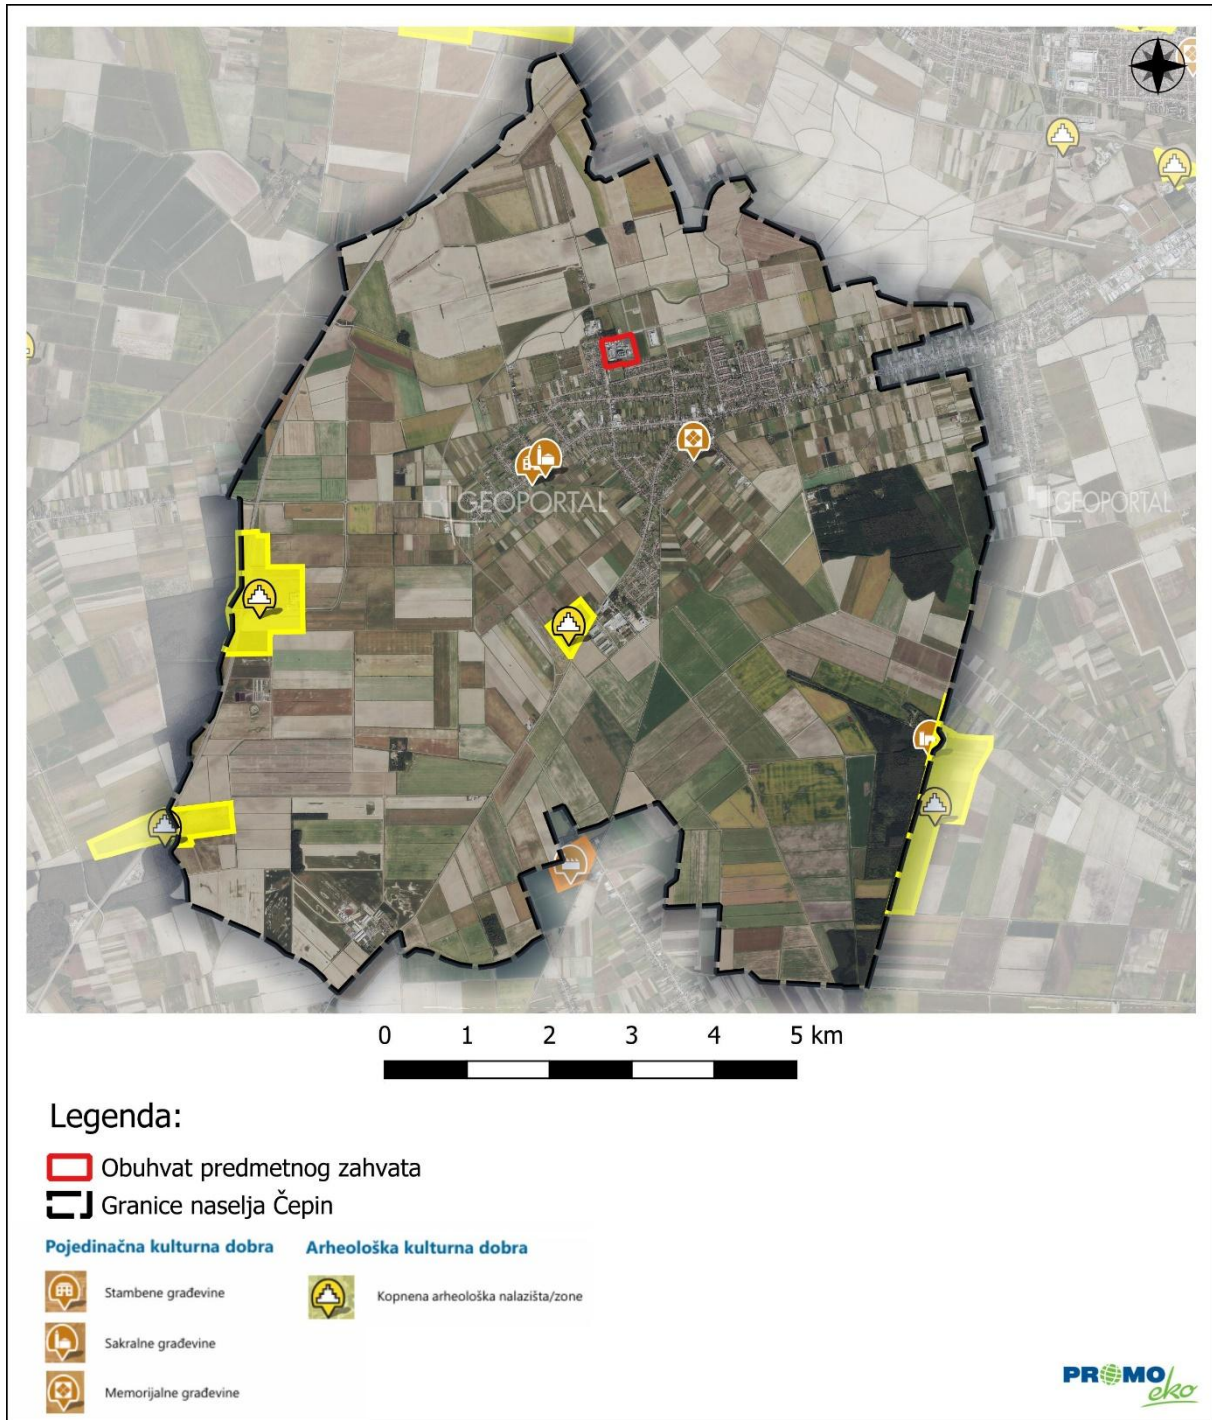 GEOPORTAL
GEOPORTAL
0 1 2 3 4 5 km
Legenda:
Obuhvat predmetnog zahvata
Granice naselja Čepin
Pojedinačna kulturna dobra
Arheološka kulturna dobra
Stambene građevine
Kopnena arheološka nalazišta/zone
Sakralne građevine
Memorijalne građevine
PROMO
eko